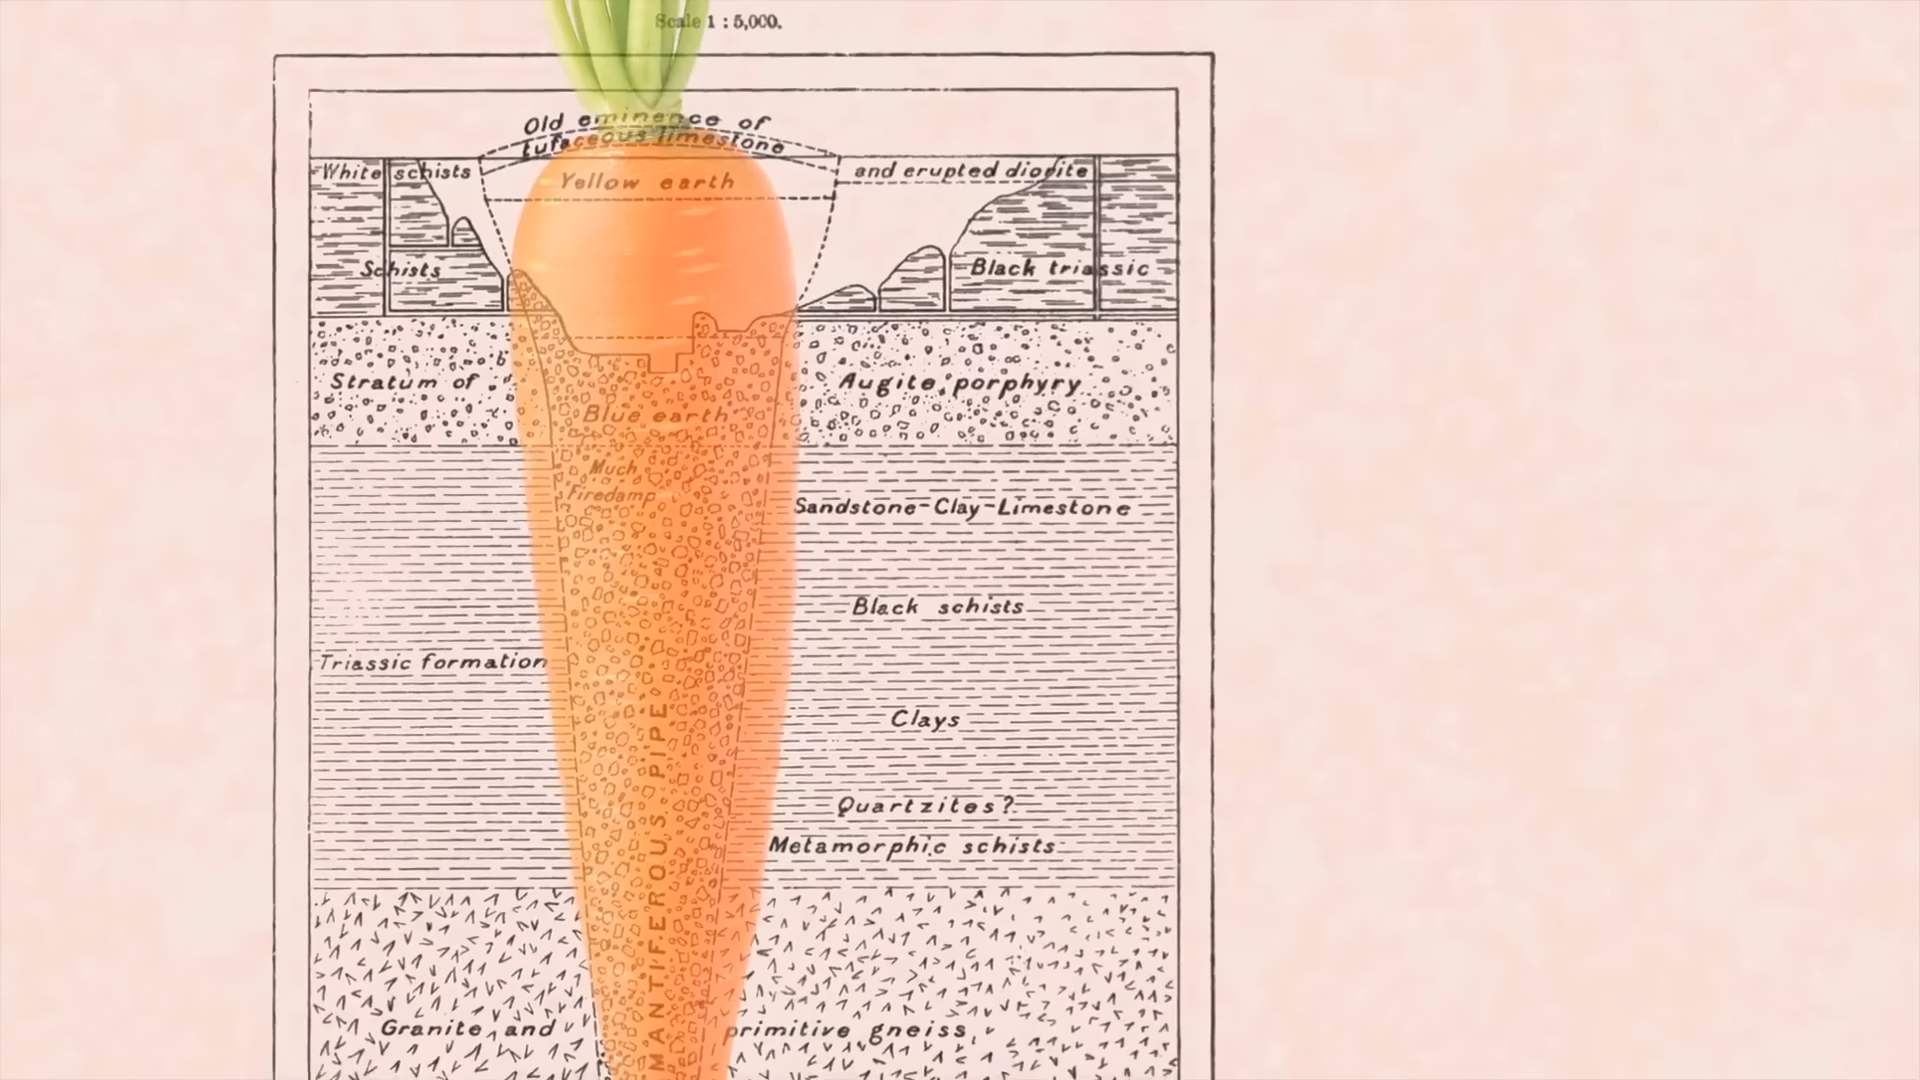 Scale 1 : 5,000.
Old eminence of
tufaceous limestone
White schists
Yellow earth
and erupted diorite
Schists
Black triassic
Stratum of
Augite porphyry
Blue earth
Much
Firedamp
Sandstone-Clay-Limestone
Black schists
Triassic formation
Clays
Quartzites?
Metamorphic schists
Granite and
primitive gneiss
MANTIFEROUS PIPE